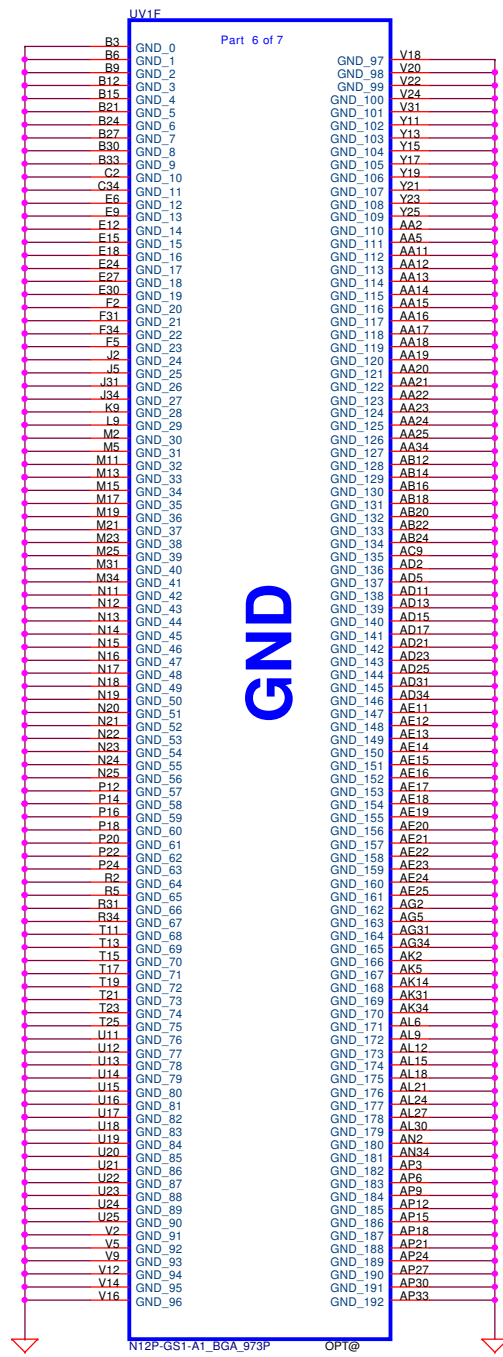 UV1F
Part 6 of 7
B3 GND_0
B6 GND_1
B9 GND_2
B12 GND_3
B15 GND_4
B21 GND_5
B24 GND_6
B27 GND_7
B30 GND_8
B33 GND_9
C2 GND_10
C34 GND_11
E6 GND_12
E9 GND_13
E12 GND_14
E15 GND_15
E18 GND_16
E24 GND_17
E27 GND_18
E30 GND_19
F2 GND_20
F31 GND_21
F34 GND_22
F5 GND_23
J2 GND_24
J5 GND_25
J31 GND_26
J34 GND_27
K9 GND_28
L9 GND_29
M2 GND_30
M5 GND_31
M11 GND_32
M13 GND_33
M15 GND_34
M17 GND_35
M19 GND_36
M21 GND_37
M23 GND_38
M25 GND_39
M31 GND_40
M34 GND_41
N11 GND_42
N12 GND_43
N13 GND_44
N14 GND_45
N15 GND_46
N16 GND_47
N17 GND_48
N18 GND_49
N19 GND_50
N20 GND_51
N21 GND_52
N22 GND_53
N23 GND_54
N24 GND_55
N25 GND_56
P12 GND_57
P14 GND_58
P16 GND_59
P18 GND_60
P20 GND_61
P22 GND_62
P24 GND_63
R2 GND_64
R5 GND_65
R31 GND_66
R34 GND_67
T11 GND_68
T13 GND_69
T15 GND_70
T17 GND_71
T19 GND_72
T21 GND_73
T23 GND_74
T25 GND_75
U11 GND_76
U12 GND_77
U13 GND_78
U14 GND_79
U15 GND_80
U16 GND_81
U17 GND_82
U18 GND_83
U19 GND_84
U20 GND_85
U21 GND_86
U22 GND_87
U23 GND_88
U24 GND_89
U25 GND_90
V2 GND_91
V5 GND_92
V9 GND_93
V12 GND_94
V14 GND_95
V16 GND_96
GND
GND_97 V18
GND_98 V20
GND_99 V22
GND_100 V24
GND_101 V31
GND_102 Y11
GND_103 Y13
GND_104 Y15
GND_105 Y17
GND_106 Y19
GND_107 Y21
GND_108 Y23
GND_109 Y25
GND_110 AA2
GND_111 AA5
GND_112 AA11
GND_113 AA12
GND_114 AA13
GND_115 AA14
GND_116 AA15
GND_117 AA16
GND_118 AA17
GND_119 AA18
GND_120 AA19
GND_121 AA20
GND_122 AA21
GND_123 AA22
GND_124 AA23
GND_125 AA24
GND_126 AA25
GND_127 AA34
GND_128 AB12
GND_129 AB14
GND_130 AB16
GND_131 AB18
GND_132 AB20
GND_133 AB22
GND_134 AB24
GND_135 AC9
GND_136 AD2
GND_137 AD5
GND_138 AD11
GND_139 AD13
GND_140 AD15
GND_141 AD17
GND_142 AD21
GND_143 AD23
GND_144 AD25
GND_145 AD31
GND_146 AD34
GND_147 AE11
GND_148 AE12
GND_149 AE13
GND_150 AE14
GND_151 AE15
GND_152 AE16
GND_153 AE17
GND_154 AE18
GND_155 AE19
GND_156 AE20
GND_157 AE21
GND_158 AE22
GND_159 AE23
GND_160 AE24
GND_161 AE25
GND_162 AG2
GND_163 AG5
GND_164 AG31
GND_165 AG34
GND_166 AK2
GND_167 AK5
GND_168 AK14
GND_169 AK31
GND_170 AK34
GND_171 AL6
GND_172 AL9
GND_173 AL12
GND_174 AL15
GND_175 AL18
GND_176 AL21
GND_177 AL24
GND_178 AL27
GND_179 AL30
GND_180 AN2
GND_181 AN34
GND_182 AP3
GND_183 AP6
GND_184 AP9
GND_185 AP12
GND_186 AP15
GND_187 AP18
GND_188 AP21
GND_189 AP24
GND_190 AP27
GND_191 AP30
GND_192 AP33
N12P-GS1-A1_BGA_973P
OPT@